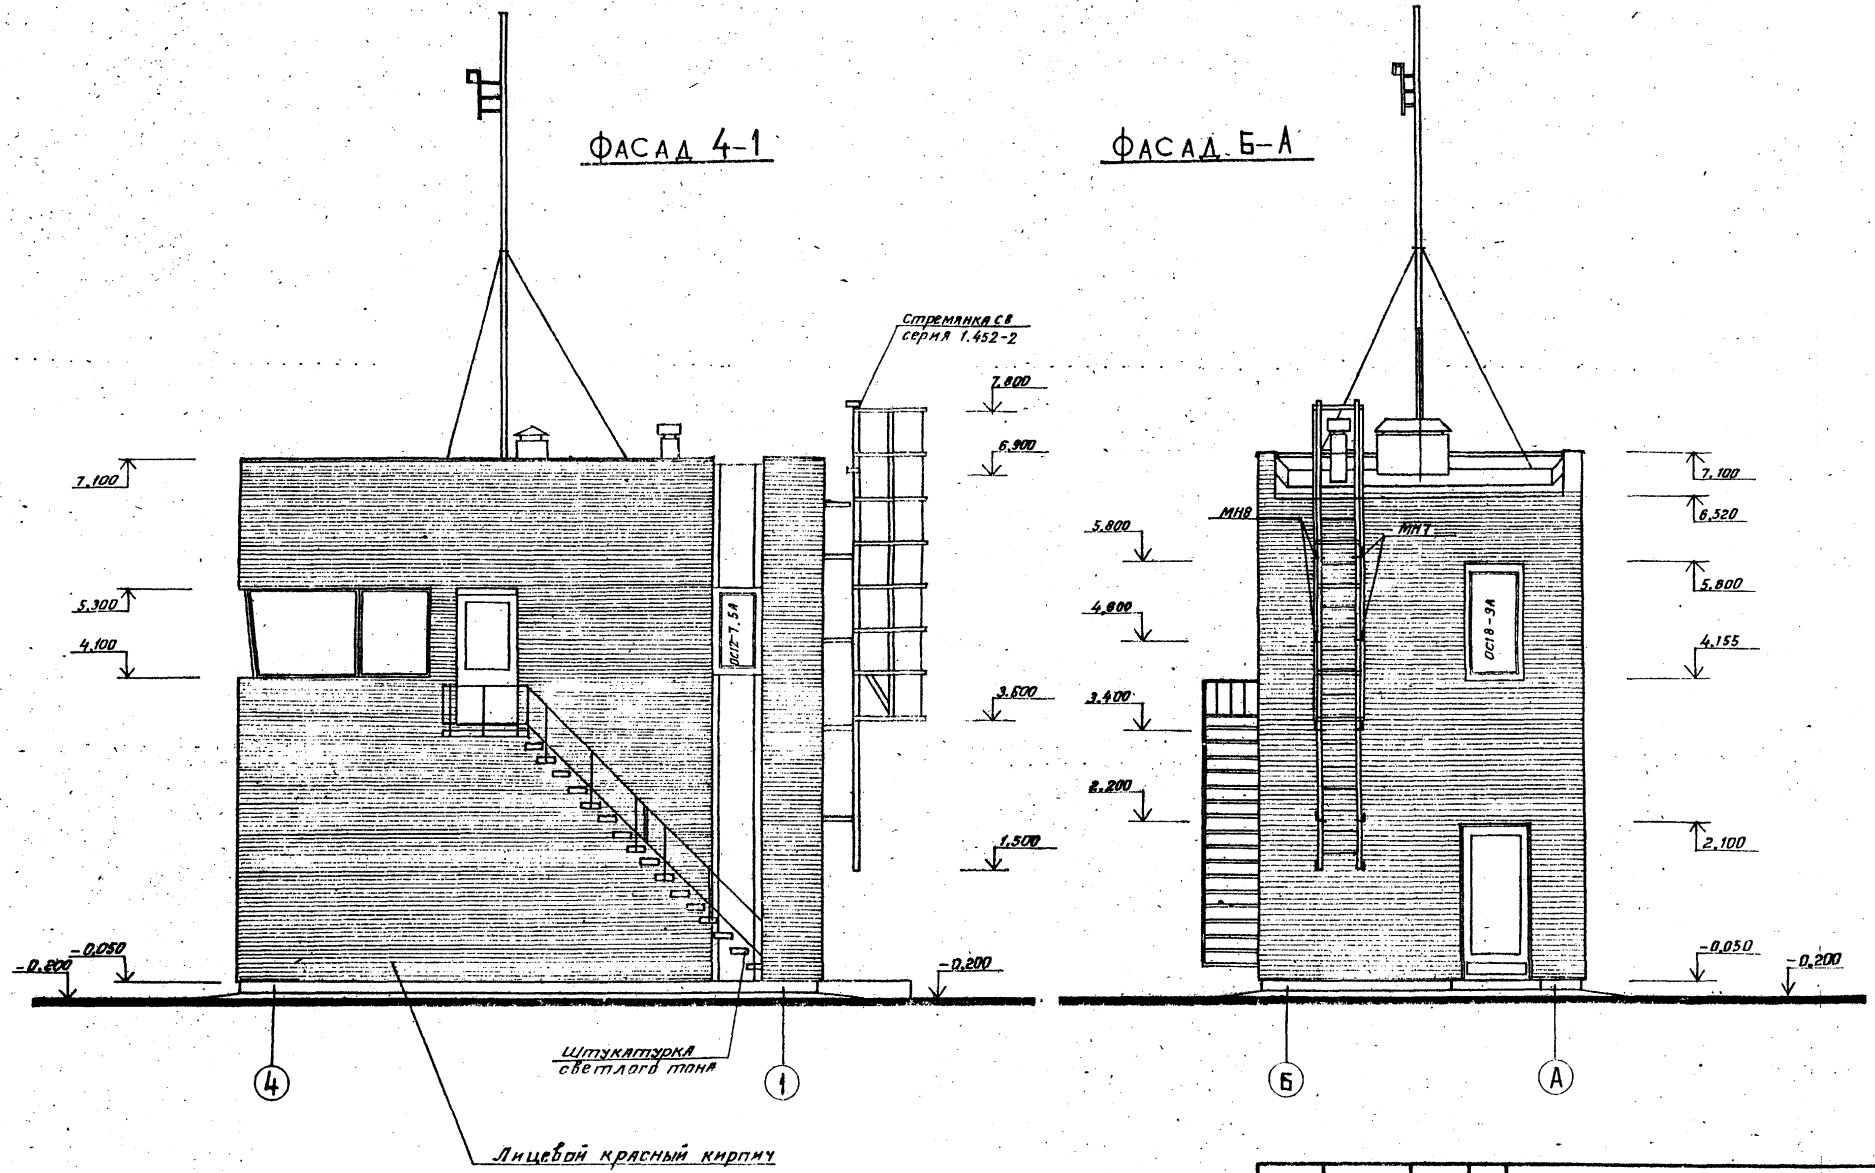 ФАСАД 4-1
ФАСАД Б-А
Стремянка С8
серия 1.452-2
7.800
6.900
7.100
5.300
4.100
ОС12-7.5А
3.600
1.500
-0.050
-0.200
-0.200
Штукатурка
светлого тона
4
1
Лицевой красный кирпич
МН8
МН7
5.800
4.600
3.400
2.200
ОС18-9А
7.100
6.520
5.800
4.155
2.100
-0.050
-0.200
Б
А